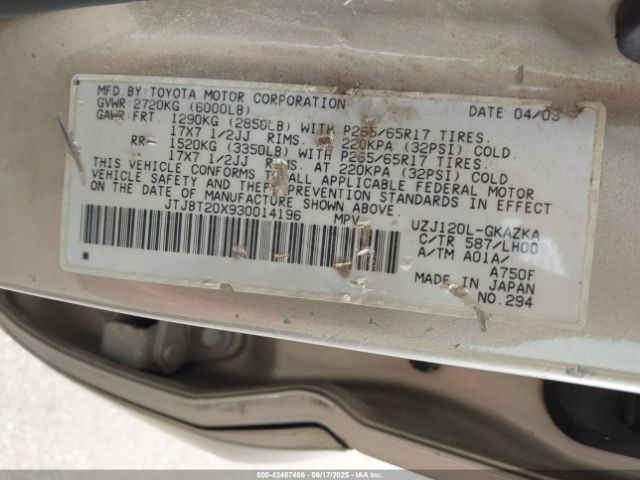 MFD.BY:TOYOTA MOTOR CORPORATION DATE 04/03
GVWR:2720KG (6000LB)
GAWR:FRT. 1290KG (2850LB) WITH P265/65R17 TIRES.
17X7 1/2JJ RIMS. AT 220KPA (32PSI) COLD.
RR 1520KG (3350LB) WITH P265/65R17 TIRES.
17X7 1/2JJ RIMS. AT 220KPA (32PSI) COLD
THIS VEHICLE CONFORMS TO ALL APPLICABLE FEDERAL MOTOR
VEHICLE SAFETY AND THEFT PREVENTION STANDARDS IN EFFECT
ON THE DATE OF MANUFACTURE SHOWN ABOVE.
JTJBT20X930014196 MPV UZJ120L-GKAZKA
C/TR 587/LH00
A/TM A01A/
A750F
MADE IN JAPAN
NO.294
000-42467486 - 06/17/2025 - IAAI.COM